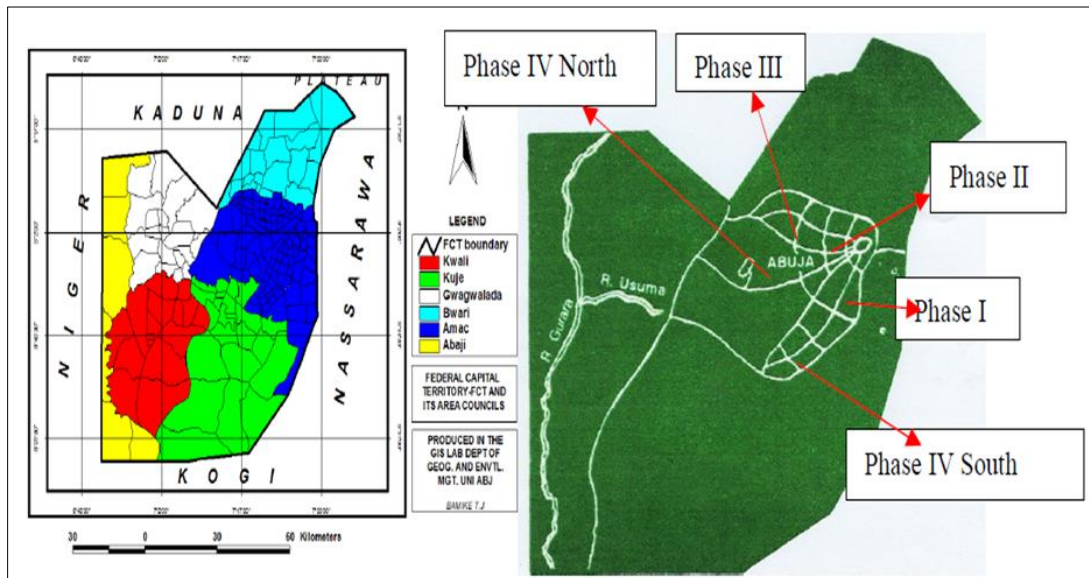 PLATEAU
KADUNA
NIGER
NASSARAWA
KOGI
N
LEGEND
FCT boundary
Kwali
Kuje
Gwagwalada
Bwari
Amac
Abaji
FEDERAL CAPITAL
TERRITORY-FCT AND
ITS AREA COUNCILS
PRODUCED IN THE
GIS LAB DEPT OF
GEOG. AND ENVTL.
MGT. UNI ABJ
BAMIKE T.J
30 0 30 60 Kilometers
Phase IV North
Phase III
Phase II
ABUJA
R. Usuma
R. Gurara
Phase I
Phase IV South